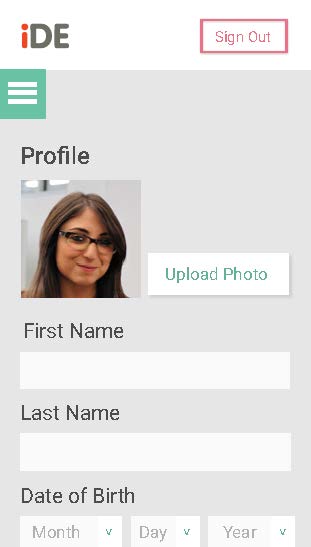 iDE
Sign Out
Profile
Upload Photo
First Name
Last Name
Date of Birth
Month v Day v Year v